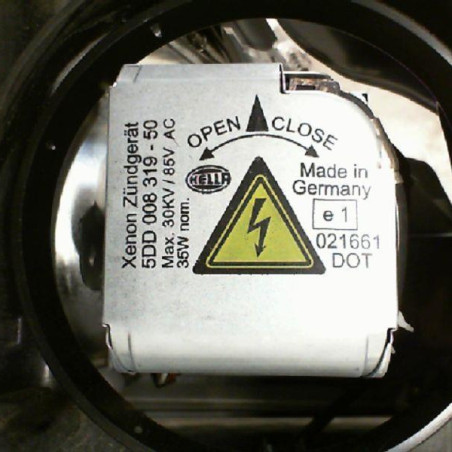 Xenon Zündgerät
5DD 008 319 - 50
Max. 30KV / 85V AC
35W nom.
OPEN CLOSE
HELLA
Made in
Germany
e 1
021661
DOT